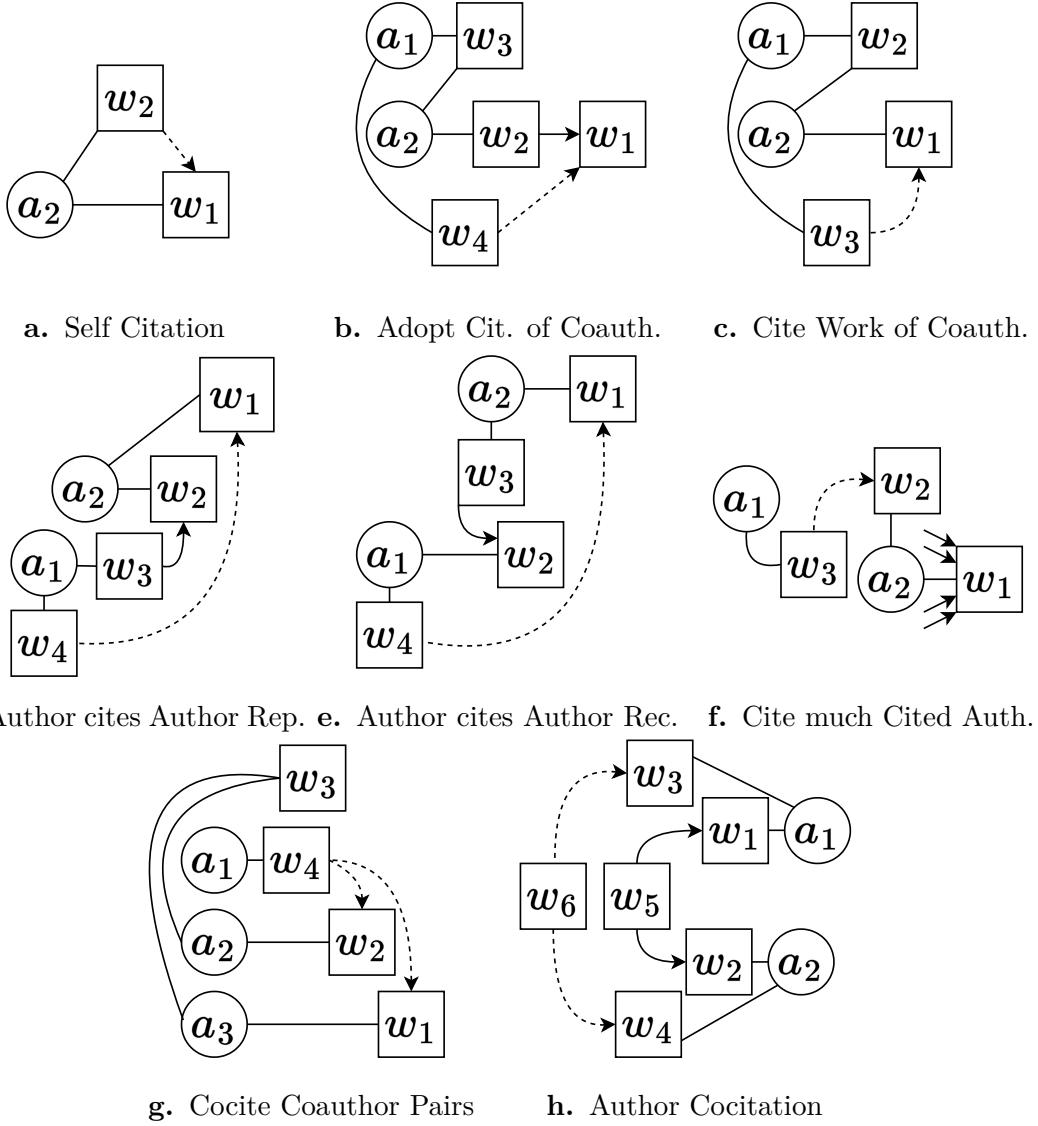 a₁ w₃ a₁ w₂
w₂ a₂ w₂ w₁ a₂ w₁
a₂ w₁ w₄ w₃
a. Self Citation b. Adopt Cit. of Coauth. c. Cite Work of Coauth.
w₁ a₂ w₁
a₂ w₂ w₃ w₂
a₁ w₃ a₁ w₂ a₁ w₃ a₂ w₁
w₄ w₄
Author cites Author Rep. e. Author cites Author Rec. f. Cite much Cited Auth.
w₃ w₃
a₁ w₄ w₁ a₁
w₆ w₅
a₂ w₂ w₂ a₂
a₃ w₁ w₄
g. Cocite Coauthor Pairs h. Author Cocitation